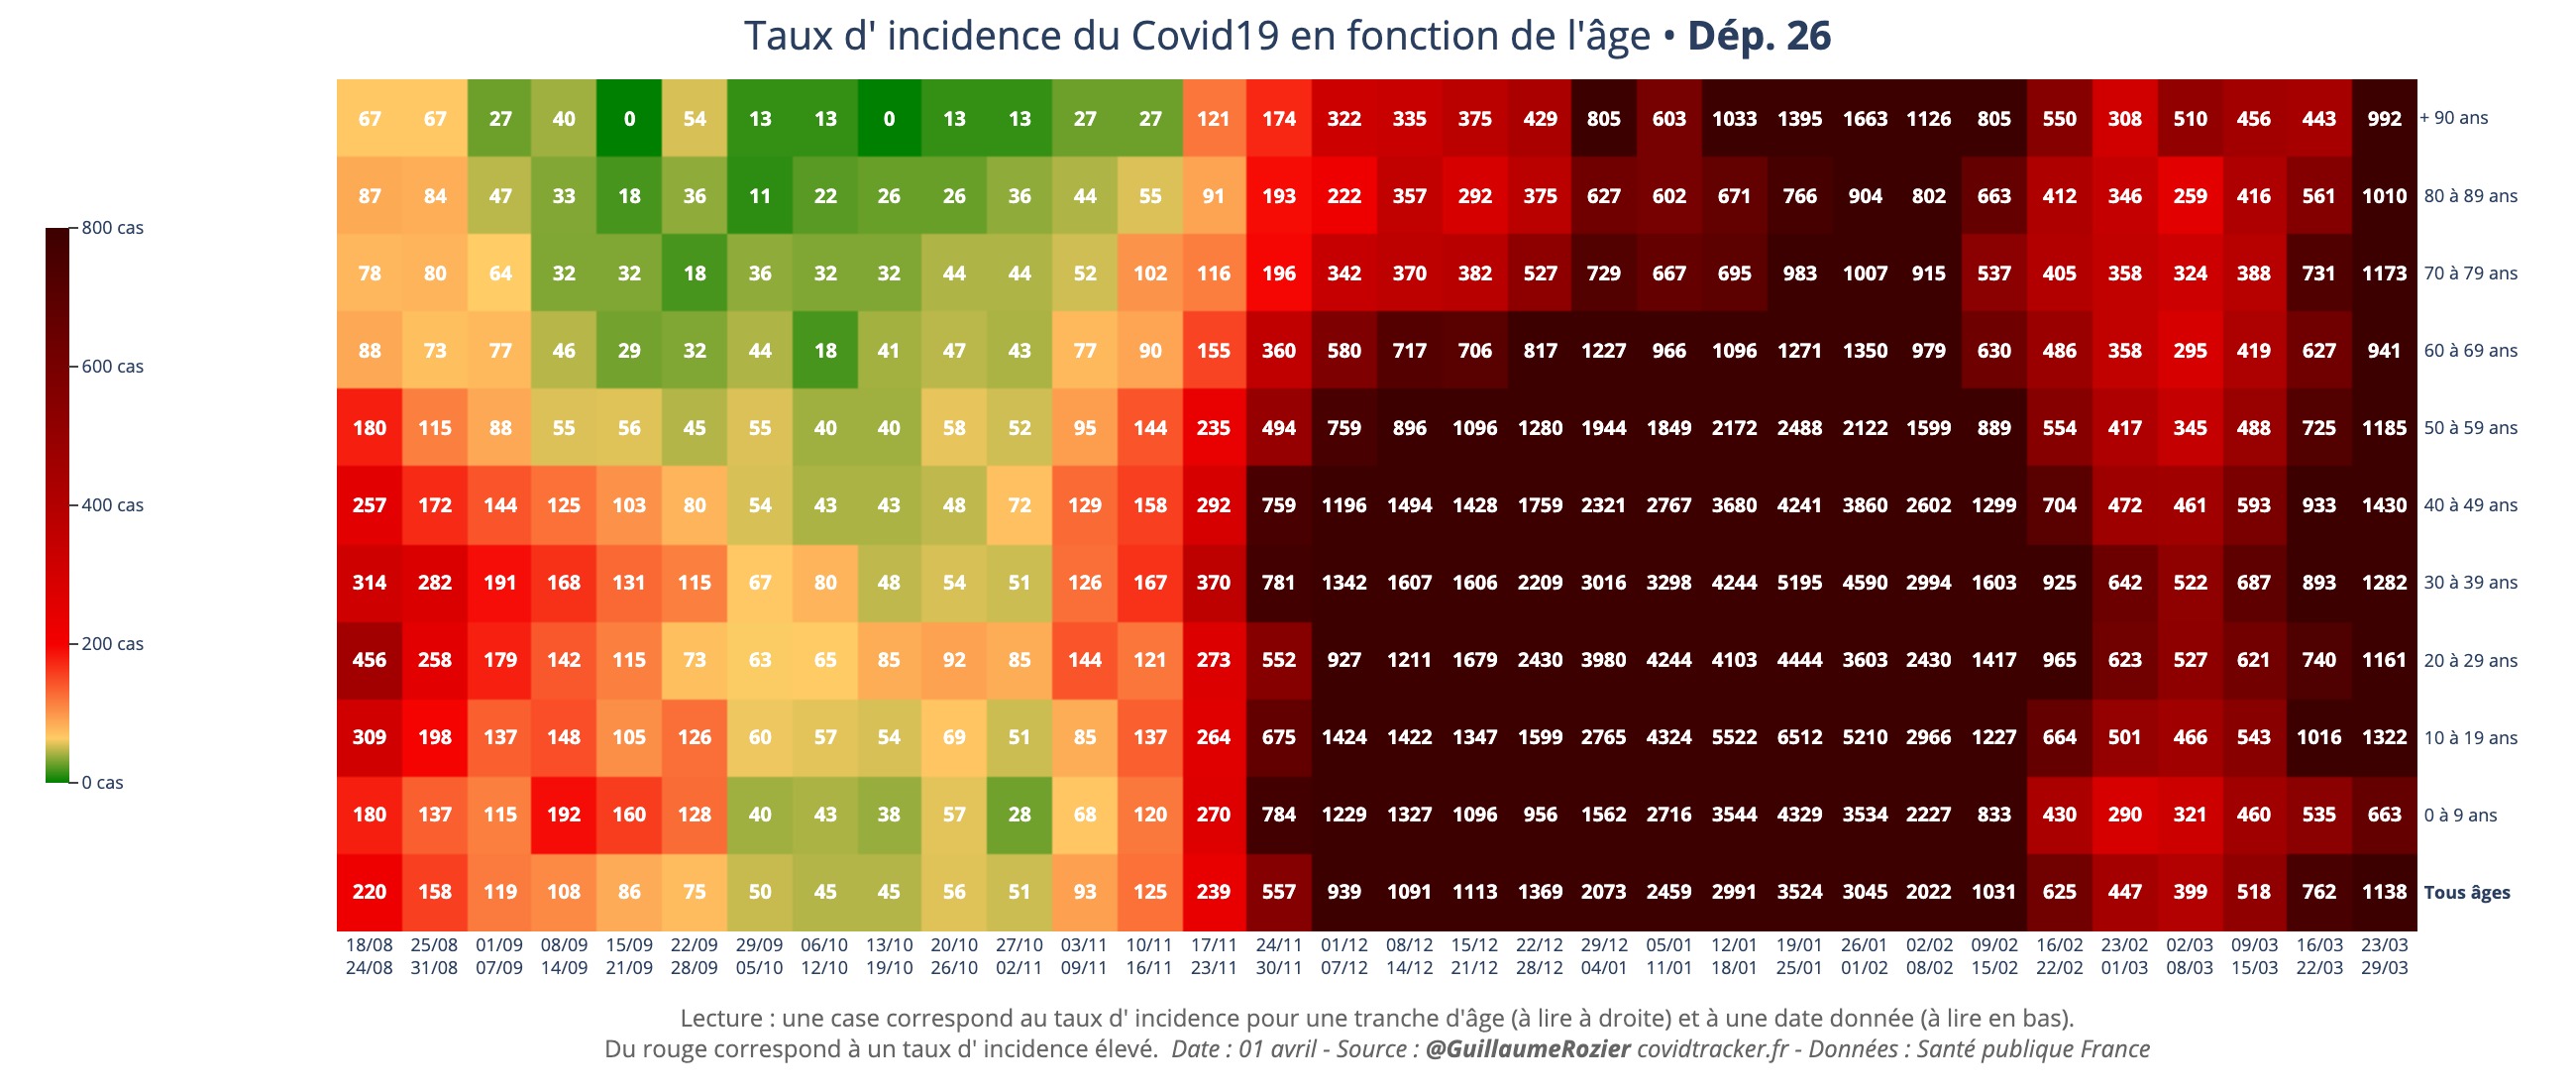 Taux d' incidence du Covid19 en fonction de l'âge • Dép. 26
67 67 27 40 0 54 13 13 0 13 13 27 27 121 174 322 335 375 429 805 603 1033 1395 1663 1126 805 550 308 510 456 443 992 + 90 ans
87 84 47 33 18 36 11 22 26 26 36 44 55 91 193 222 357 292 375 627 602 671 766 904 802 663 412 346 259 416 561 1010 80 à 89 ans
800 cas
78 80 64 32 32 18 36 32 32 44 44 52 102 116 196 342 370 382 527 729 667 695 983 1007 915 537 405 358 324 388 731 1173 70 à 79 ans
88 73 77 46 29 32 44 18 41 47 43 77 90 155 360 580 717 706 817 1227 966 1096 1271 1350 979 630 486 358 295 419 627 941 60 à 69 ans
600 cas
180 115 88 55 56 45 55 40 40 58 52 95 144 235 494 759 896 1096 1280 1944 1849 2172 2488 2122 1599 889 554 417 345 488 725 1185 50 à 59 ans
400 cas
257 172 144 125 103 80 54 43 43 48 72 129 158 292 759 1196 1494 1428 1759 2321 2767 3680 4241 3860 2602 1299 704 472 461 593 933 1430 40 à 49 ans
314 282 191 168 131 115 67 80 48 54 51 126 167 370 781 1342 1607 1606 2209 3016 3298 4244 5195 4590 2994 1603 925 642 522 687 893 1282 30 à 39 ans
200 cas
456 258 179 142 115 73 63 65 85 92 85 144 121 273 552 927 1211 1679 2430 3980 4244 4103 4444 3603 2430 1417 965 623 527 621 740 1161 20 à 29 ans
309 198 137 148 105 126 60 57 54 69 51 85 137 264 675 1424 1422 1347 1599 2765 4324 5522 6512 5210 2966 1227 664 501 466 543 1016 1322 10 à 19 ans
0 cas
180 137 115 192 160 128 40 43 38 57 28 68 120 270 784 1229 1327 1096 956 1562 2716 3544 4329 3534 2227 833 430 290 321 460 535 663 0 à 9 ans
220 158 119 108 86 75 50 45 45 56 51 93 125 239 557 939 1091 1113 1369 2073 2459 2991 3524 3045 2022 1031 625 447 399 518 762 1138 Tous âges
18/08 25/08 01/09 08/09 15/09 22/09 29/09 06/10 13/10 20/10 27/10 03/11 10/11 17/11 24/11 01/12 08/12 15/12 22/12 29/12 05/01 12/01 19/01 26/01 02/02 09/02 16/02 23/02 02/03 09/03 16/03 23/03
24/08 31/08 07/09 14/09 21/09 28/09 05/10 12/10 19/10 26/10 02/11 09/11 16/11 23/11 30/11 07/12 14/12 21/12 28/12 04/01 11/01 18/01 25/01 01/02 08/02 15/02 22/02 01/03 08/03 15/03 22/03 29/03
Lecture : une case correspond au taux d' incidence pour une tranche d'âge (à lire à droite) et à une date donnée (à lire en bas).
Du rouge correspond à un taux d' incidence élevé. Date : 01 avril - Source : @GuillaumeRozier covidtracker.fr - Données : Santé publique France